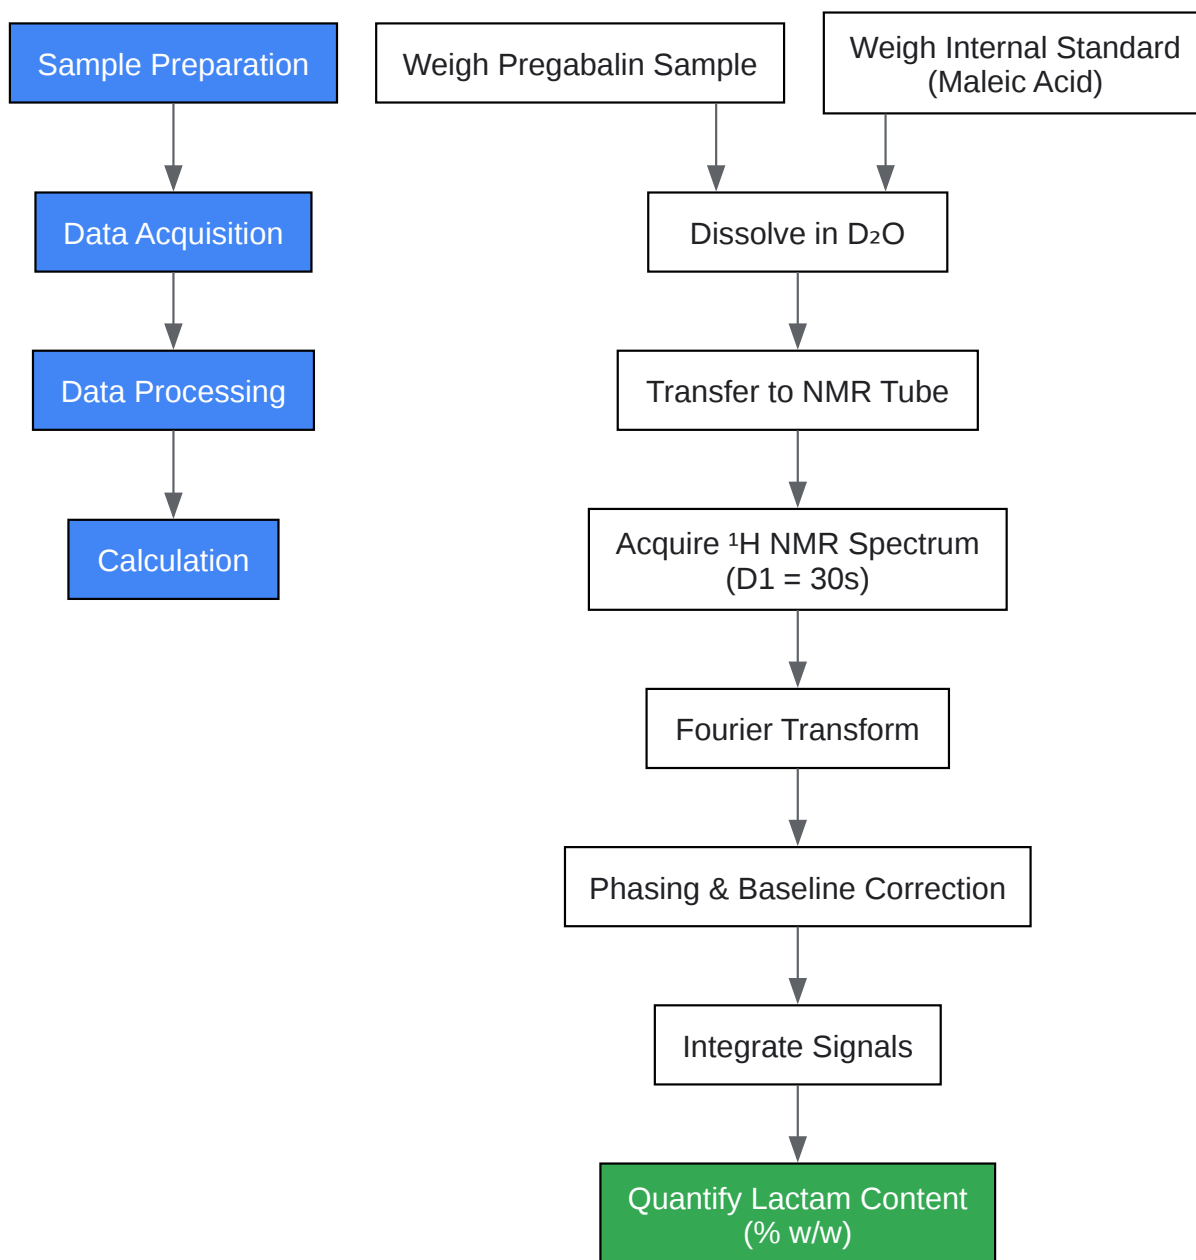 Sample Preparation
Data Acquisition
Data Processing
Calculation
Weigh Pregabalin Sample
Weigh Internal Standard
(Maleic Acid)
Dissolve in D₂O
Transfer to NMR Tube
Acquire ¹H NMR Spectrum
(D1 = 30s)
Fourier Transform
Phasing & Baseline Correction
Integrate Signals
Quantify Lactam Content
(% w/w)